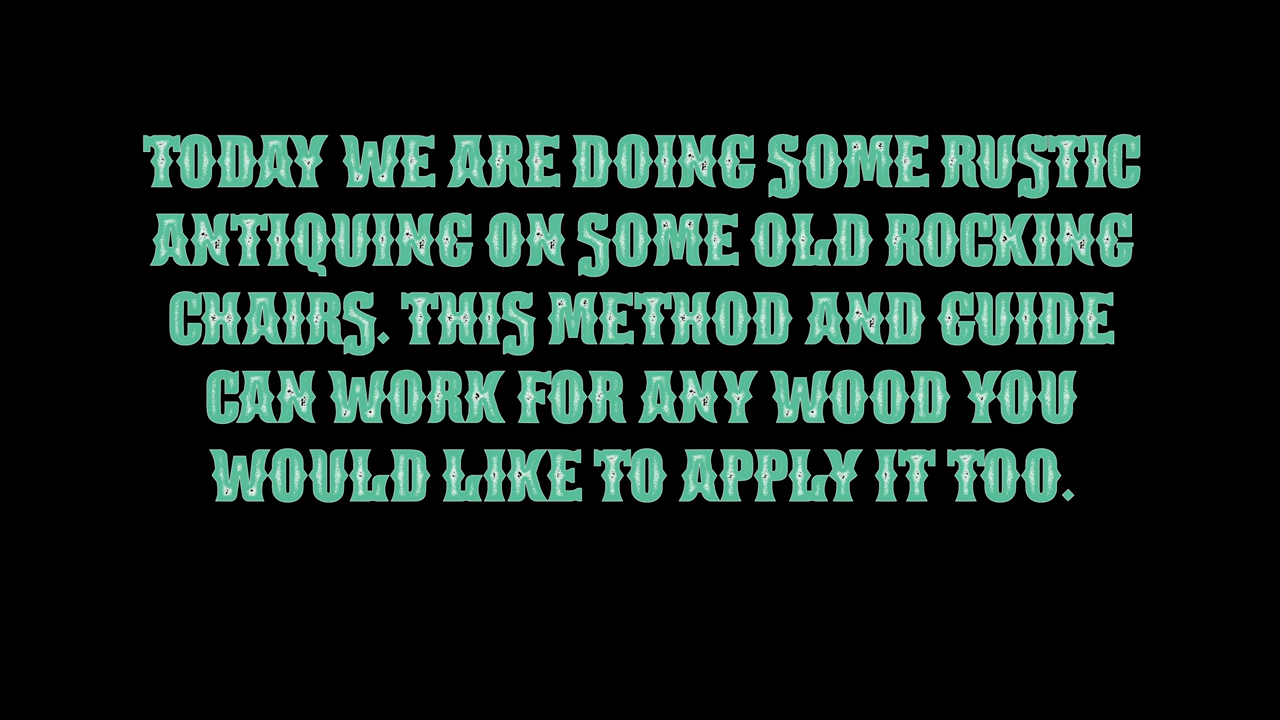 TODAY WE ARE DOING SOME RUSTIC
ANTIQUING ON SOME OLD ROCKING
CHAIRS. THIS METHOD AND GUIDE
CAN WORK FOR ANY WOOD YOU
WOULD LIKE TO APPLY IT TOO.